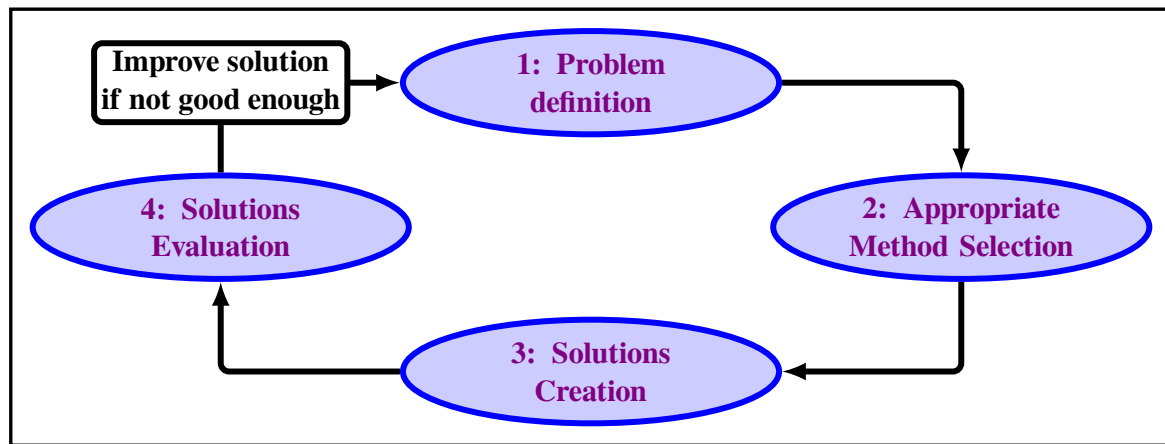 Improve solution
if not good enough
1: Problem
definition
2: Appropriate
Method Selection
3: Solutions
Creation
4: Solutions
Evaluation